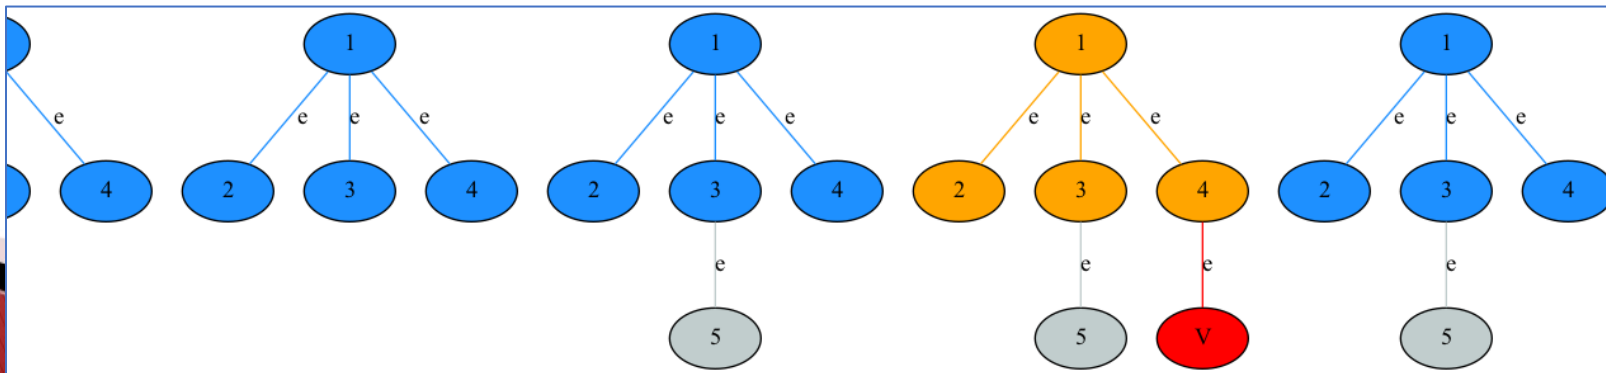 1 1 1 1
e e e e e e e e e e e e e
4 2 3 4 2 3 4 2 3 4 2 3 4
e e e e
5 5 V 5